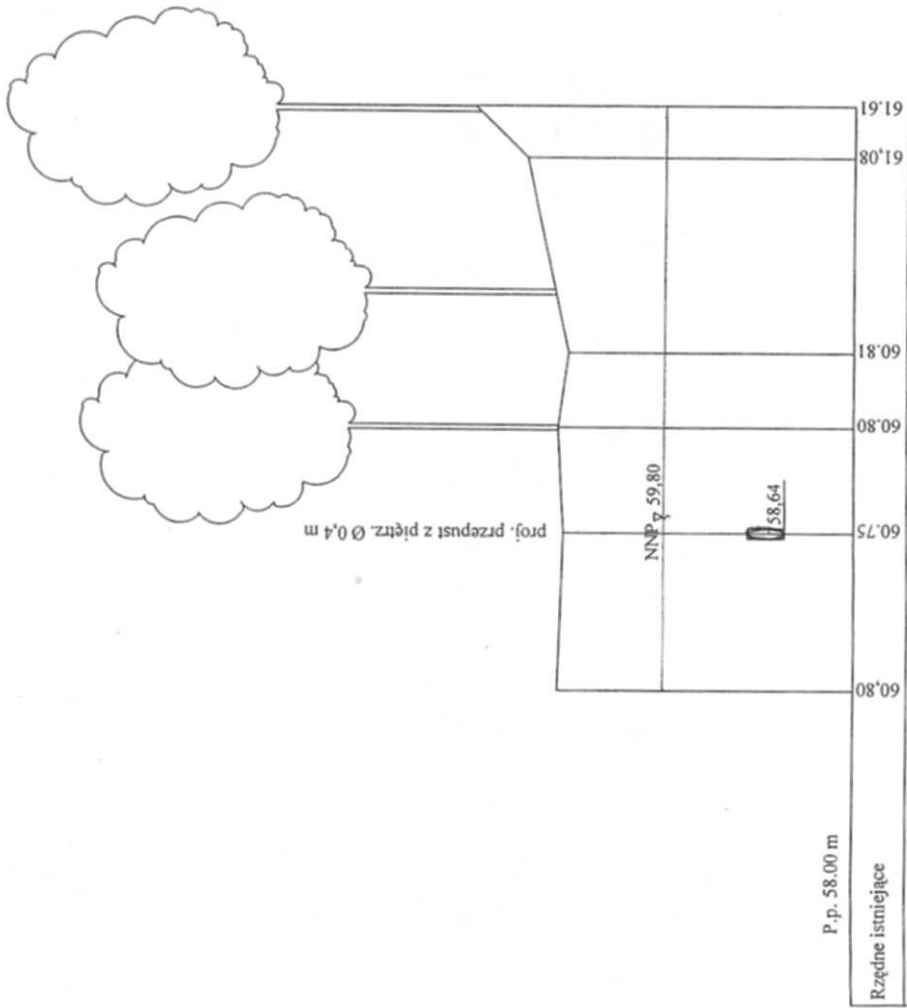 proj. przepust z piętrz. Ø 0,4 m
NNP 59,80
58,64
P.p. 58.00 m
Rzędne istniejące
60,80
60.75
60.80
60.81
61,08
61.61